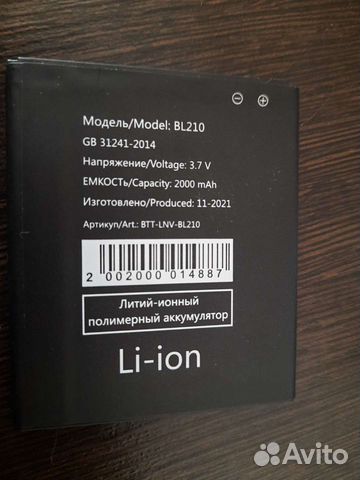 Модель/Model: BL210
GB 31241-2014
Напряжение/Voltage: 3.7 V
ЕМКОСТЬ/Capacity: 2000 mAh
Изготовлено/Produced: 11-2021
Артикул/Art.: BTT-LNV-BL210
2 002000 014887
Литий-ионный
полимерный аккумулятор
Li-ion
Avito